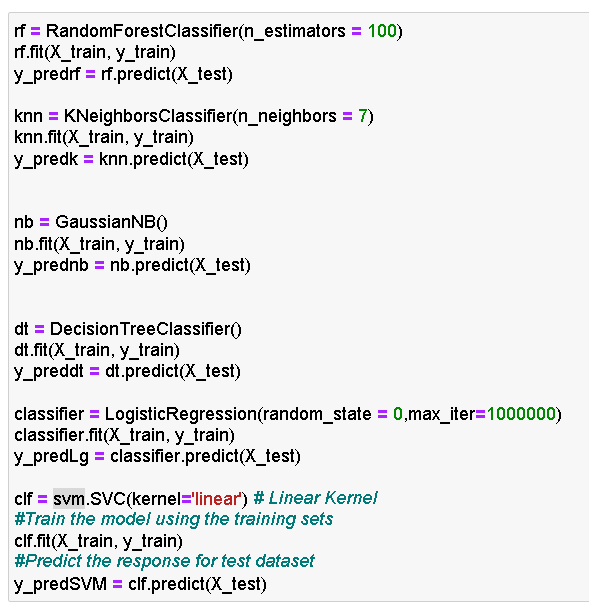 rf = RandomForestClassifier(n_estimators = 100)
rf.fit(X_train, y_train)
y_predrf = rf.predict(X_test)
knn = KNeighborsClassifier(n_neighbors = 7)
knn.fit(X_train, y_train)
y_predk = knn.predict(X_test)
nb = GaussianNB()
nb.fit(X_train, y_train)
y_prednb = nb.predict(X_test)
dt = DecisionTreeClassifier()
dt.fit(X_train, y_train)
y_preddt = dt.predict(X_test)
classifier = LogisticRegression(random_state = 0,max_iter=1000000)
classifier.fit(X_train, y_train)
y_predLg = classifier.predict(X_test)
clf = svm.SVC(kernel='linear') # Linear Kernel
#Train the model using the training sets
clf.fit(X_train, y_train)
#Predict the response for test dataset
y_predSVM = clf.predict(X_test)